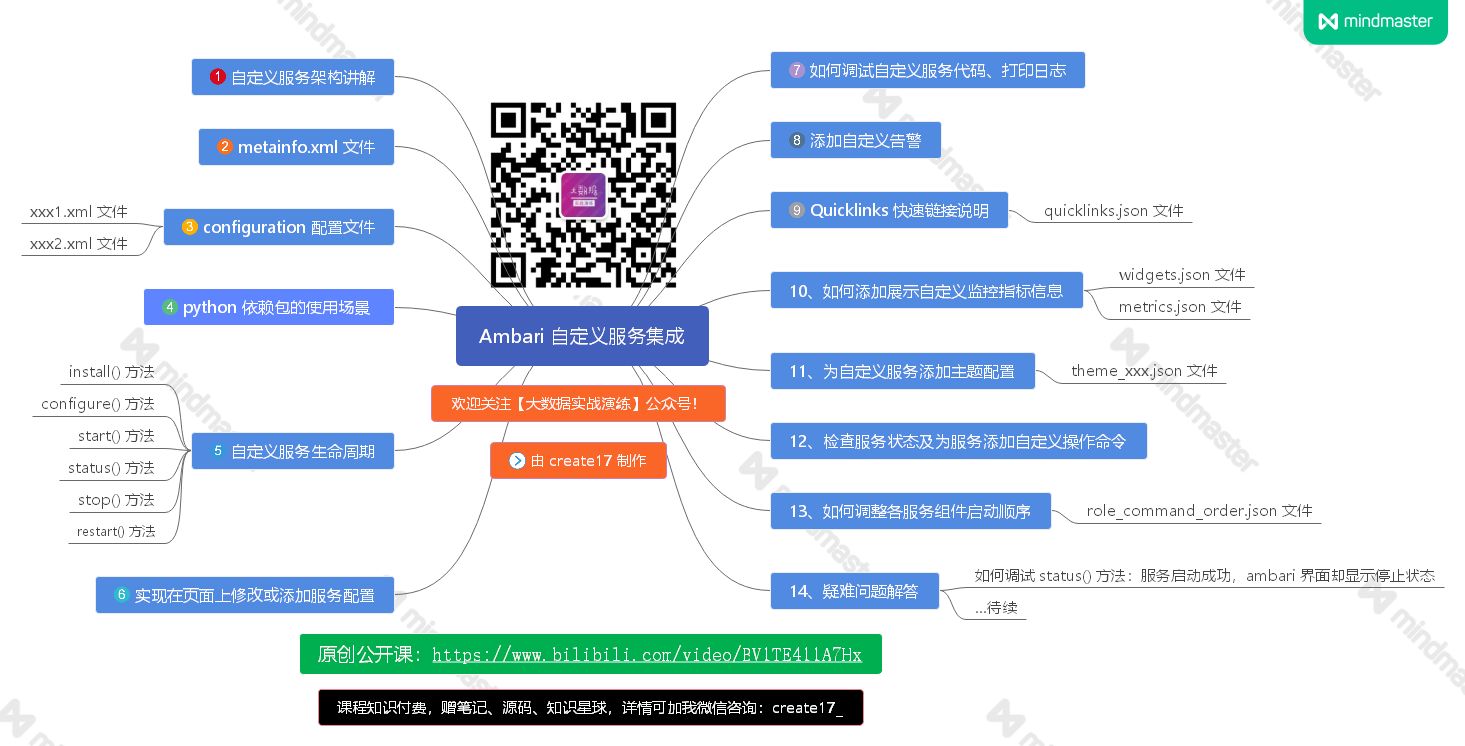 mindmaster
1 自定义服务架构讲解
2 metainfo.xml 文件
3 configuration 配置文件
xxx1.xml 文件
xxx2.xml 文件
4 python 依赖包的使用场景
5 自定义服务生命周期
install() 方法
configure() 方法
start() 方法
status() 方法
stop() 方法
restart() 方法
6 实现在页面上修改或添加服务配置
Ambari 自定义服务集成
欢迎关注【大数据实战演练】公众号！
由 create17 制作
7 如何调试自定义服务代码、打印日志
8 添加自定义告警
9 Quicklinks 快速链接说明
quicklinks.json 文件
10、如何添加展示自定义监控指标信息
widgets.json 文件
metrics.json 文件
11、为自定义服务添加主题配置
theme_xxx.json 文件
12、检查服务状态及为服务添加自定义操作命令
13、如何调整各服务组件启动顺序
role_command_order.json 文件
14、疑难问题解答
如何调试 status() 方法：服务启动成功，ambari 界面却显示停止状态
...待续
原创公开课：https://www.bilibili.com/video/BV1TE411A7Hx
课程知识付费，赠笔记、源码、知识星球，详情可加我微信咨询：create17_